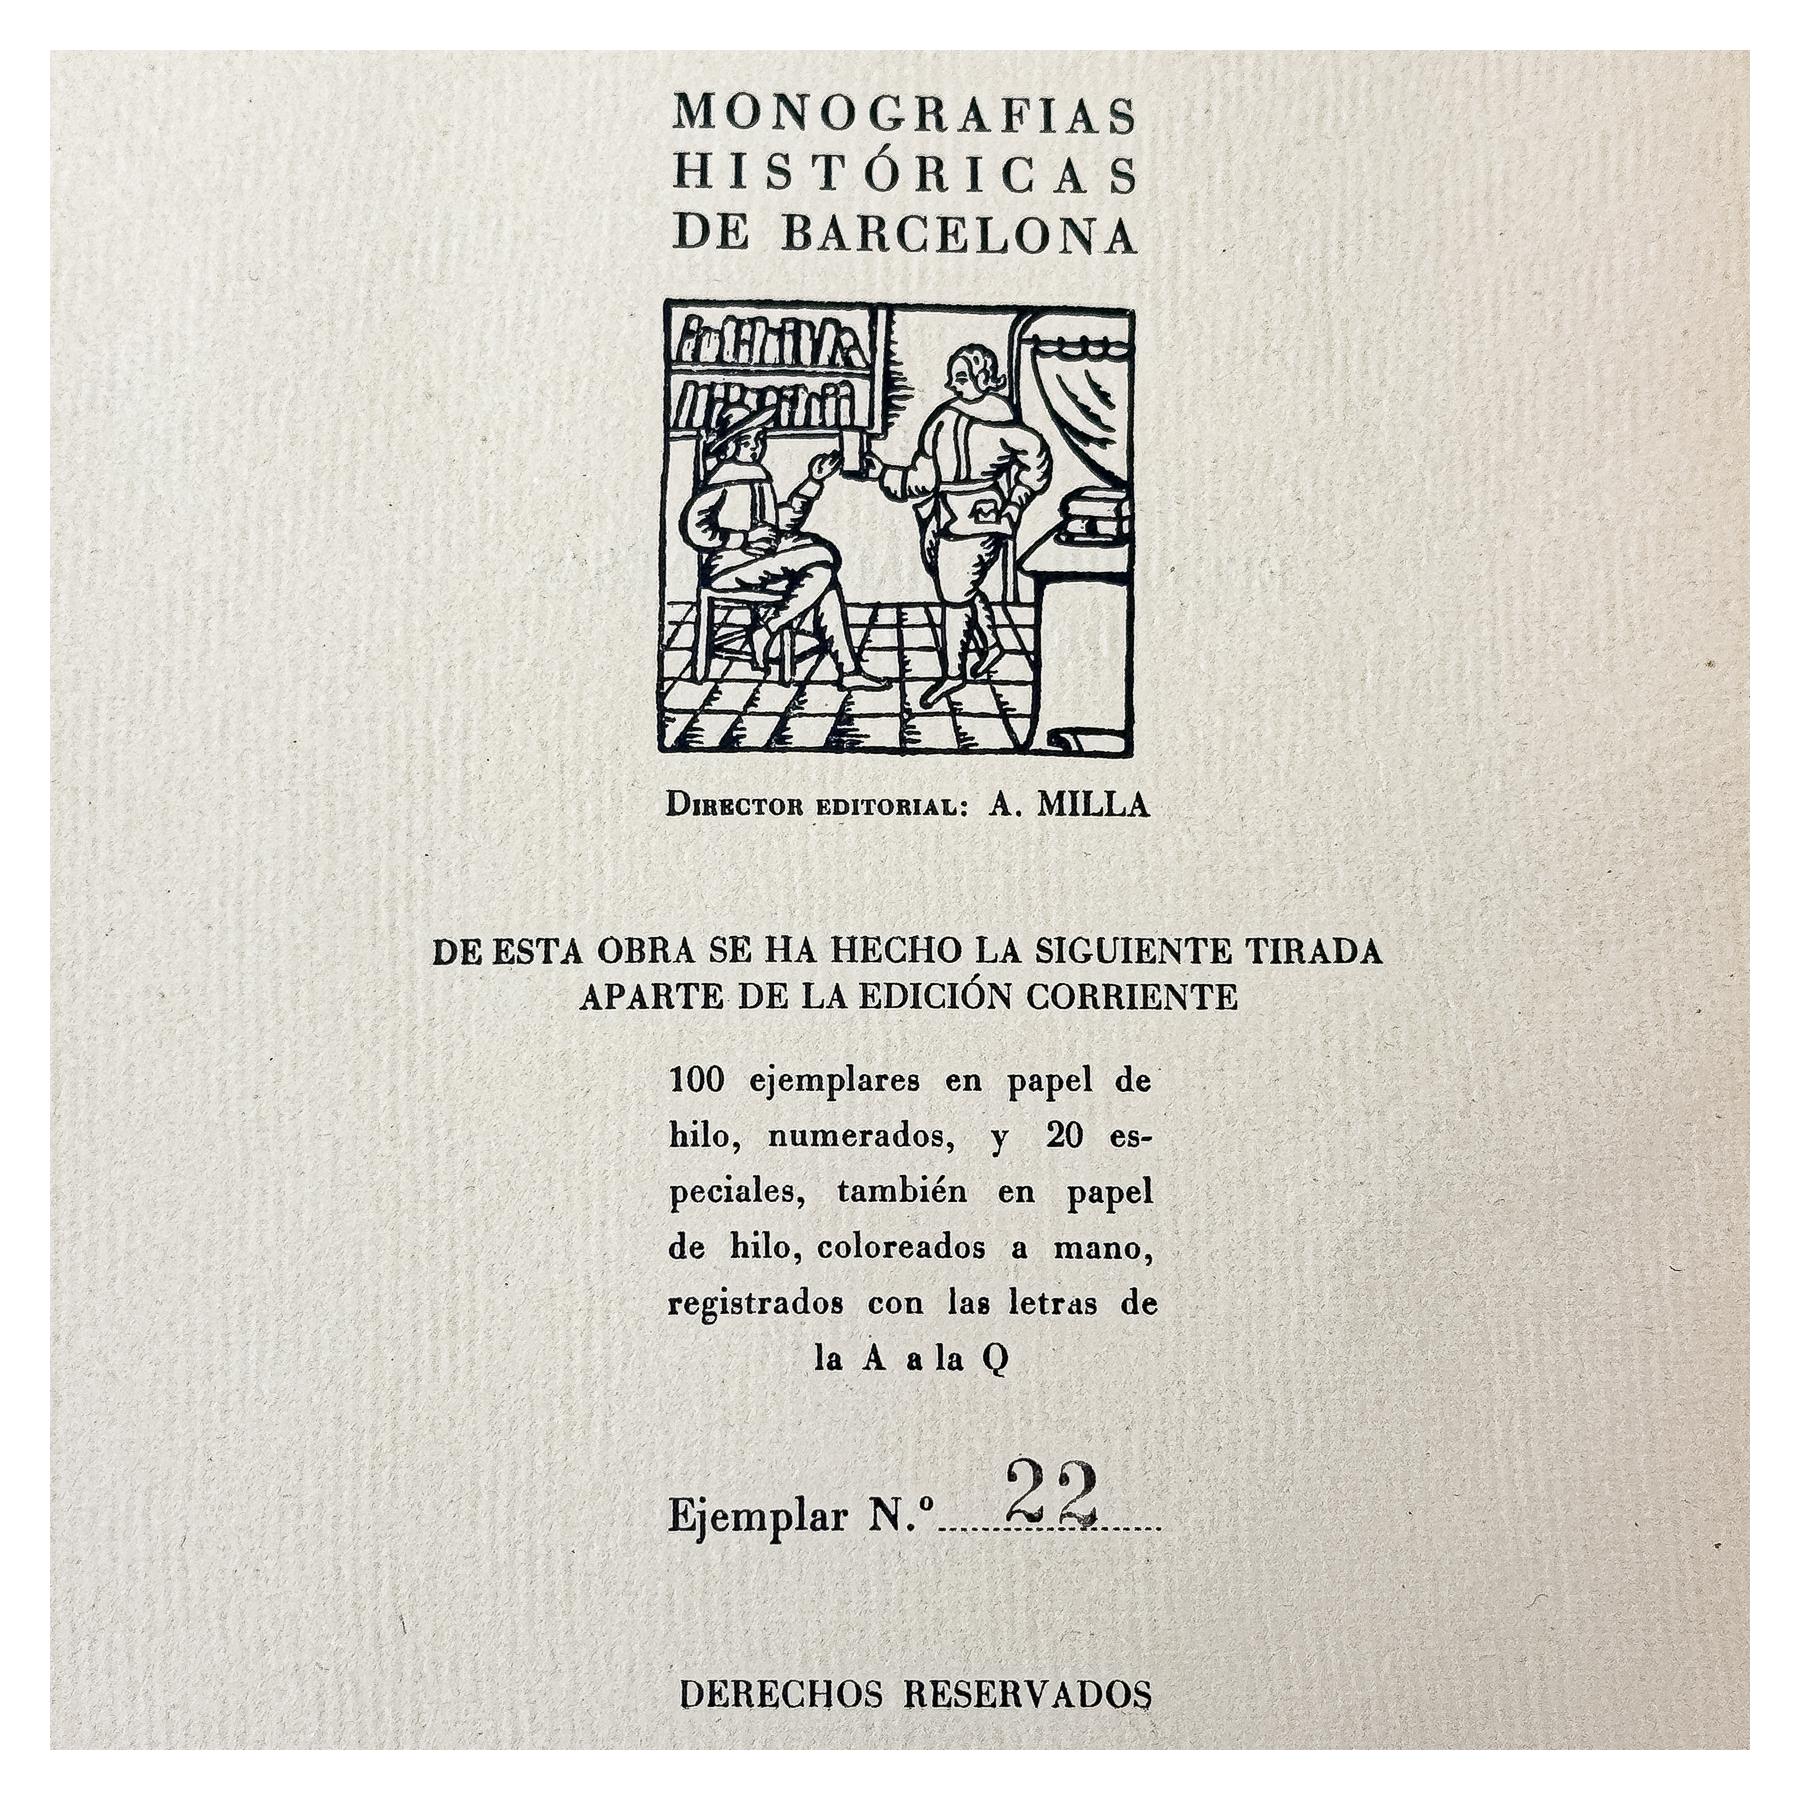 MONOGRAFIAS
HISTÓRICAS
DE BARCELONA
DIRECTOR EDITORIAL: A. MILLA
DE ESTA OBRA SE HA HECHO LA SIGUIENTE TIRADA
APARTE DE LA EDICIÓN CORRIENTE
100 ejemplares en papel de
hilo, numerados, y 20 es-
peciales, también en papel
de hilo, coloreados a mano,
registrados con las letras de
la A a la Q
Ejemplar N.º 22
DERECHOS RESERVADOS